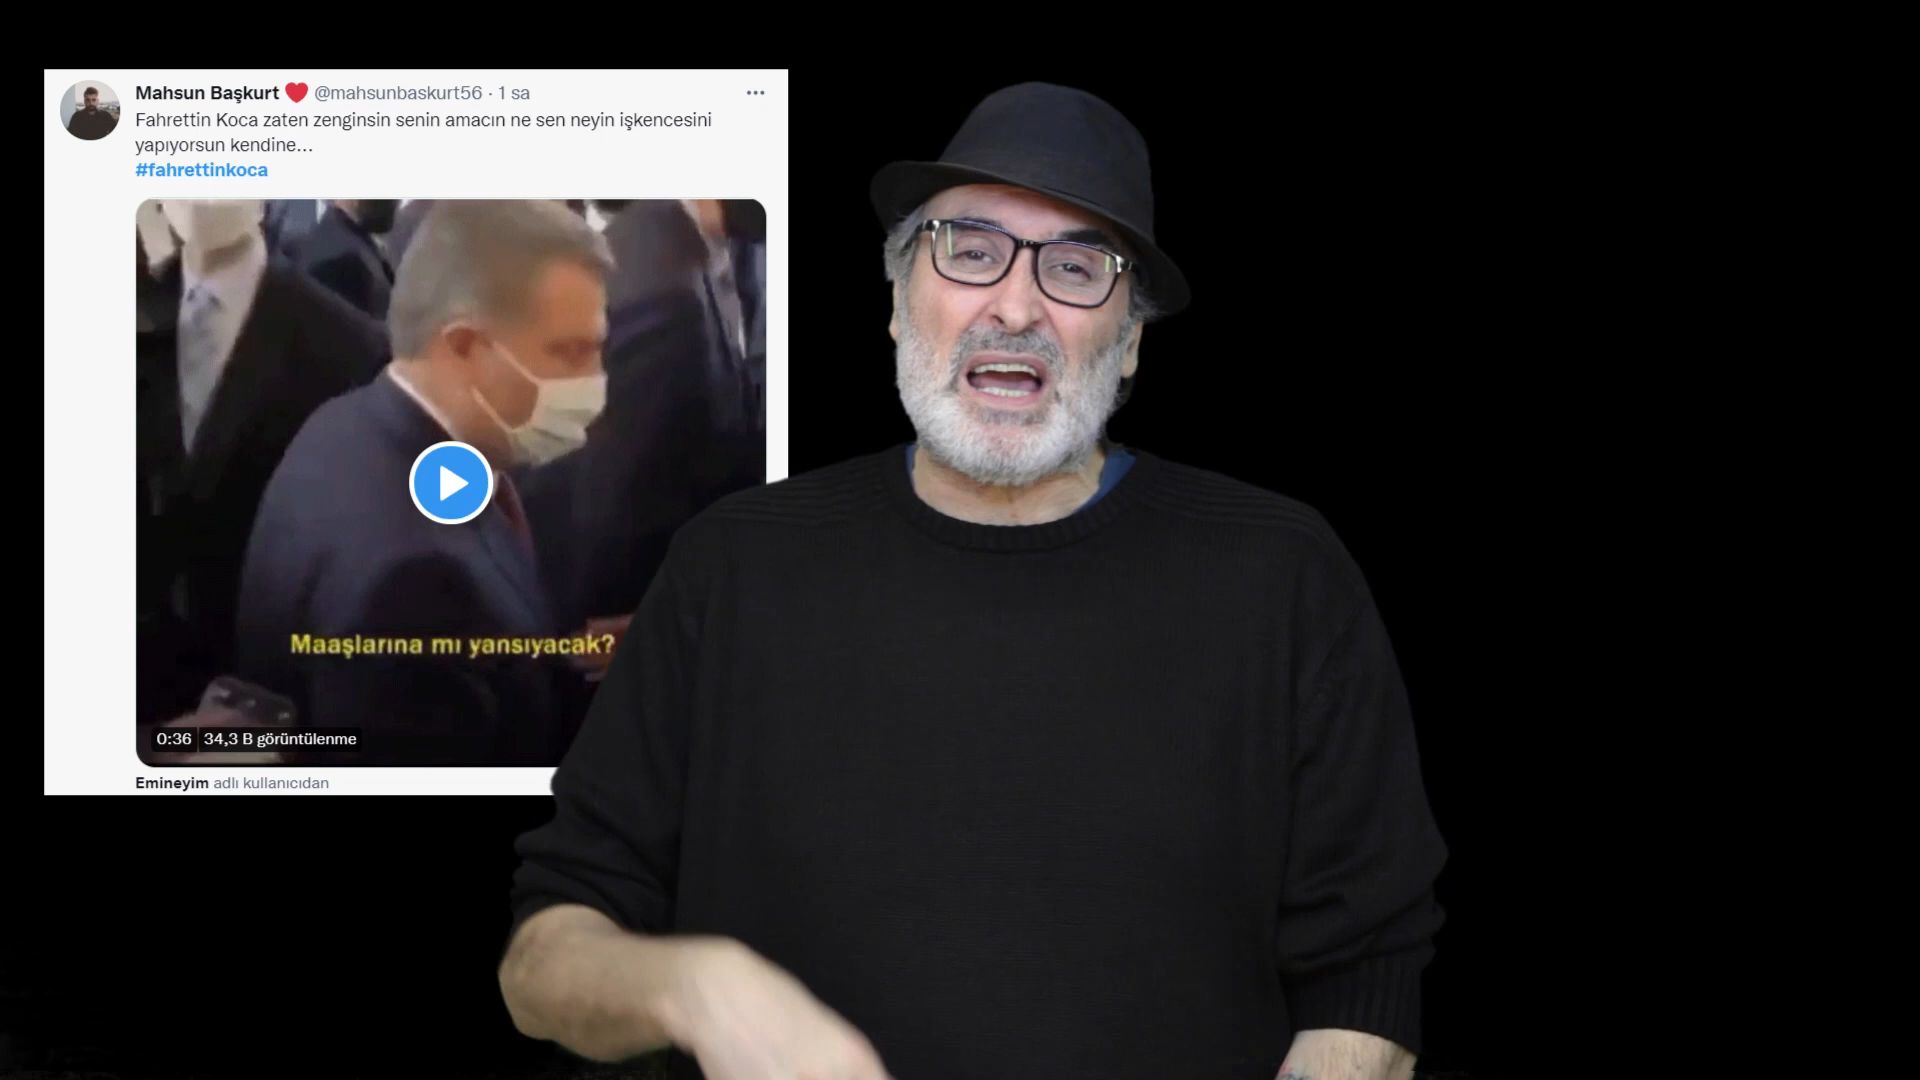 Mahsun Başkurt ❤️ @mahsunbaskurt56 · 1 sa
Fahrettin Koca zaten zenginsin senin amacın ne sen neyin işkencesini
yapıyorsun kendine...
#fahrettinkoca
Maaşlarına mı yansıyacak?
0:36 34,3 B görüntülenme
Emineyim adlı kullanıcıdan